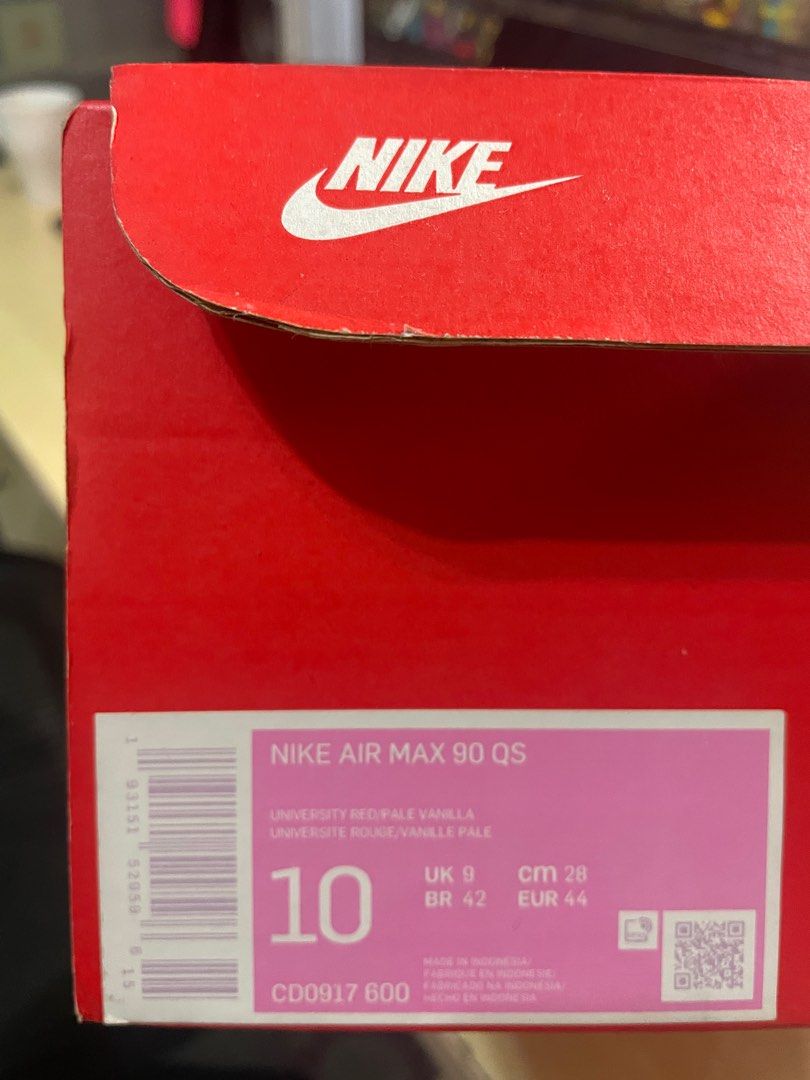 NIKE
NIKE AIR MAX 90 QS
UNIVERSITY RED/PALE VANILLA
UNIVERSITE ROUGE/VANILLE PALE
10
UK 9 cm 28
BR 42 EUR 44
CD0917 600
MADE IN INDONESIA/
FABRIQUE EN INDONESIE/
FABRICADO NA INDONESIA/
HECHO EN INDONESIA